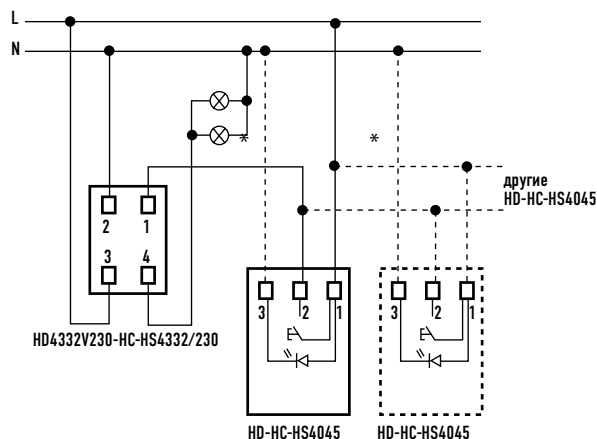 L
N
*
*
другие
HD-HC-HS4045
2 1
3 4
HD4332V230-HC-HS4332/230
3 2 1
3 2 1
HD-HC-HS4045
HD-HC-HS4045